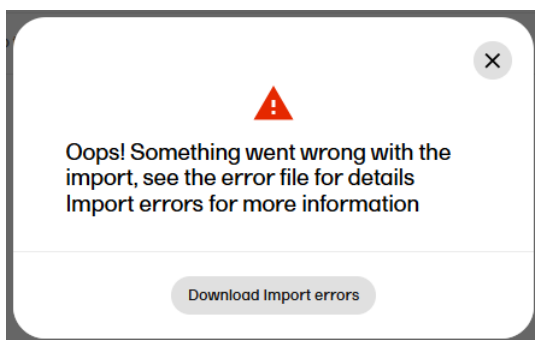 Oops! Something went wrong with the
import, see the error file for details
Import errors for more information
Download Import errors